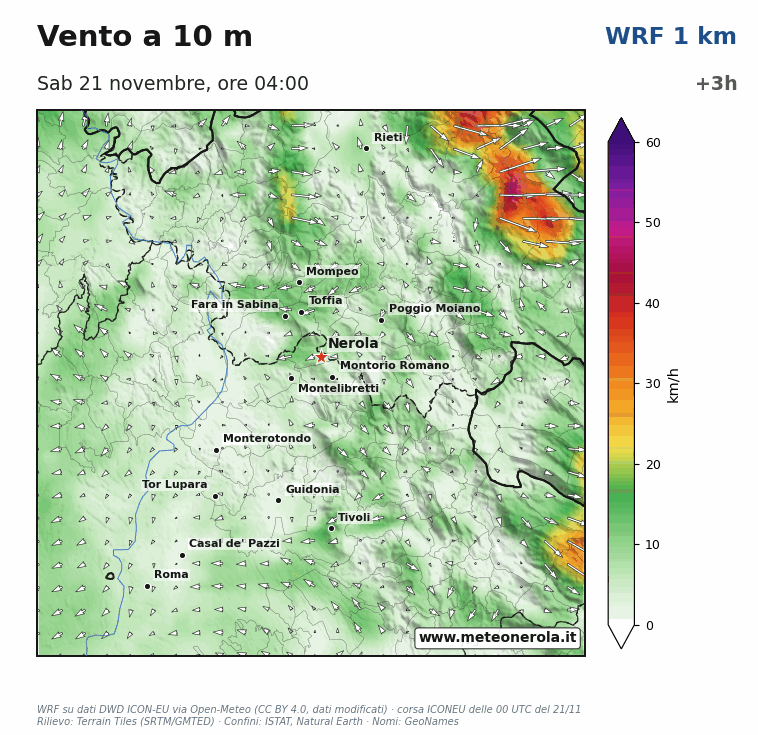 Vento a 10 m
WRF 1 km
Sab 21 novembre, ore 04:00
+3h
Rieti
Mompeo
Fara in Sabina
Toffia
Poggio Moiano
Nerola
Montorio Romano
Montelibretti
Monterotondo
Tor Lupara
Guidonia
Tivoli
Casal de' Pazzi
Roma
www.meteonerola.it
60
50
40
30
20
10
0
km/h
WRF su dati DWD ICON-EU via Open-Meteo (CC BY 4.0, dati modificati) · corsa ICONEU delle 00 UTC del 21/11
Rilievo: Terrain Tiles (SRTM/GMTED) · Confini: ISTAT, Natural Earth · Nomi: GeoNames